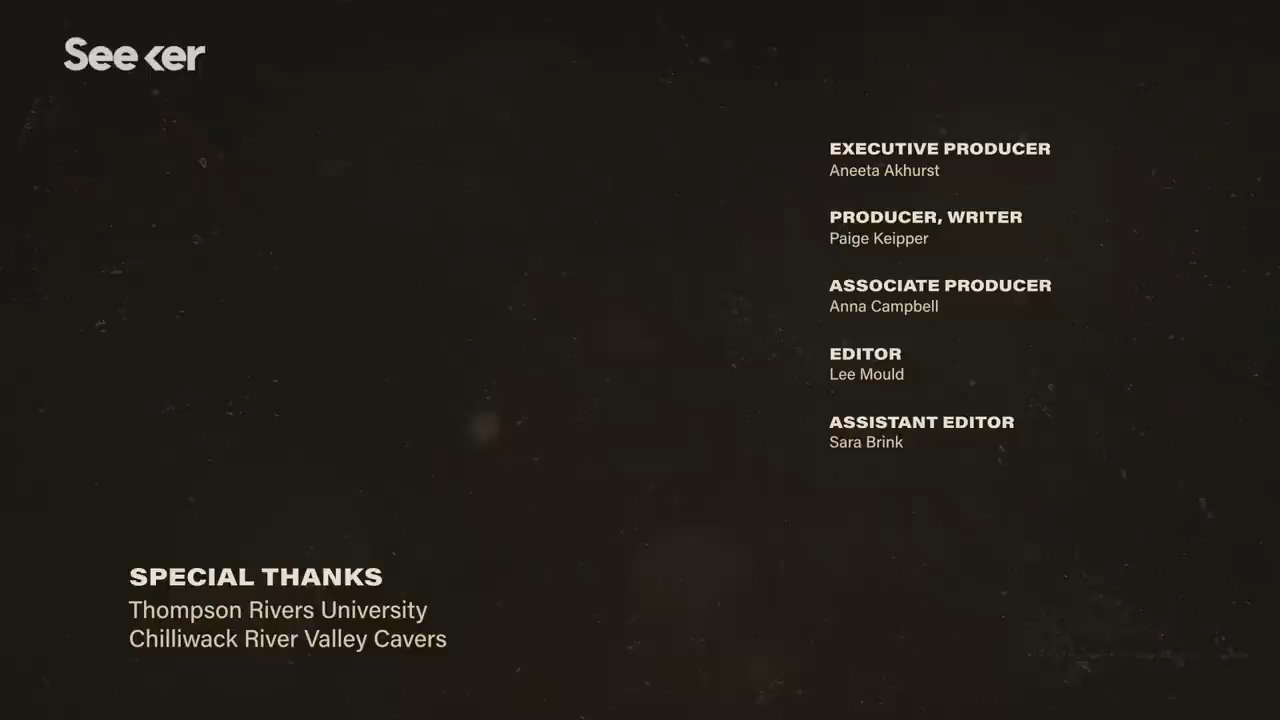 Seeker
EXECUTIVE PRODUCER
Aneeta Akhurst
PRODUCER, WRITER
Paige Keipper
ASSOCIATE PRODUCER
Anna Campbell
EDITOR
Lee Mould
ASSISTANT EDITOR
Sara Brink
SPECIAL THANKS
Thompson Rivers University
Chilliwack River Valley Cavers